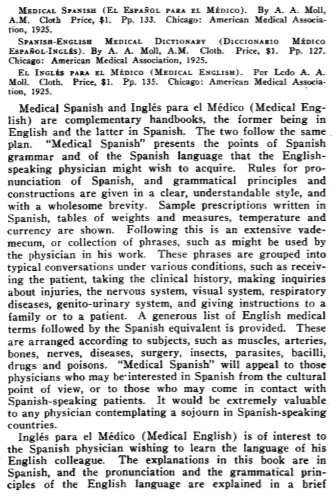 MEDICAL SPANISH (EL ESPAÑOL PARA EL MÉDICO). By A. A. Moll,
A.M. Cloth Price, $1. Pp. 133. Chicago: American Medical Associa-
tion, 1925.
SPANISH-ENGLISH MEDICAL DICTIONARY (DICCIONARIO MÉDICO
ESPAÑOL-INGLÉS). By A. A. Moll, A.M. Cloth. Price, $1. Pp. 127.
Chicago: American Medical Association, 1925.
EL INGLÉS PARA EL MÉDICO (MEDICAL ENGLISH). Por Lcdo A. A.
Moll. Cloth. Price, $1. Pp. 135. Chicago: American Medical Associa-
tion, 1925.
Medical Spanish and Inglés para el Médico (Medical Eng-
lish) are complementary handbooks, the former being in
English and the latter in Spanish. The two follow the same
plan. "Medical Spanish" presents the points of Spanish
grammar and of the Spanish language that the English-
speaking physician might wish to acquire. Rules for pro-
nunciation of Spanish, and grammatical principles and
constructions are given in a clear, understandable style, and
with a wholesome brevity. Sample prescriptions written in
Spanish, tables of weights and measures, temperature and
currency are shown. Following this is an extensive vade-
mecum, or collection of phrases, such as might be used by
the physician in his work. These phrases are grouped into
typical conversations under various conditions, such as receiv-
ing the patient, taking the clinical history, making inquiries
about injuries, the nervous system, visual system, respiratory
diseases, genito-urinary system, and giving instructions to a
family or to a patient. A generous list of English medical
terms followed by the Spanish equivalent is provided. These
are arranged according to subjects, such as muscles, arteries,
bones, nerves, diseases, surgery, insects, parasites, bacilli,
drugs and poisons. "Medical Spanish" will appeal to those
physicians who may be interested in Spanish from the cultural
point of view, or to those who may come in contact with
Spanish-speaking patients. It would be extremely valuable
to any physician contemplating a sojourn in Spanish-speaking
countries.
Inglés para el Médico (Medical English) is of interest to
the Spanish physician wishing to learn the language of his
English colleague. The explanations in this book are in
Spanish, and the pronunciation and the grammatical prin-
ciples of the English language are explained in a brief